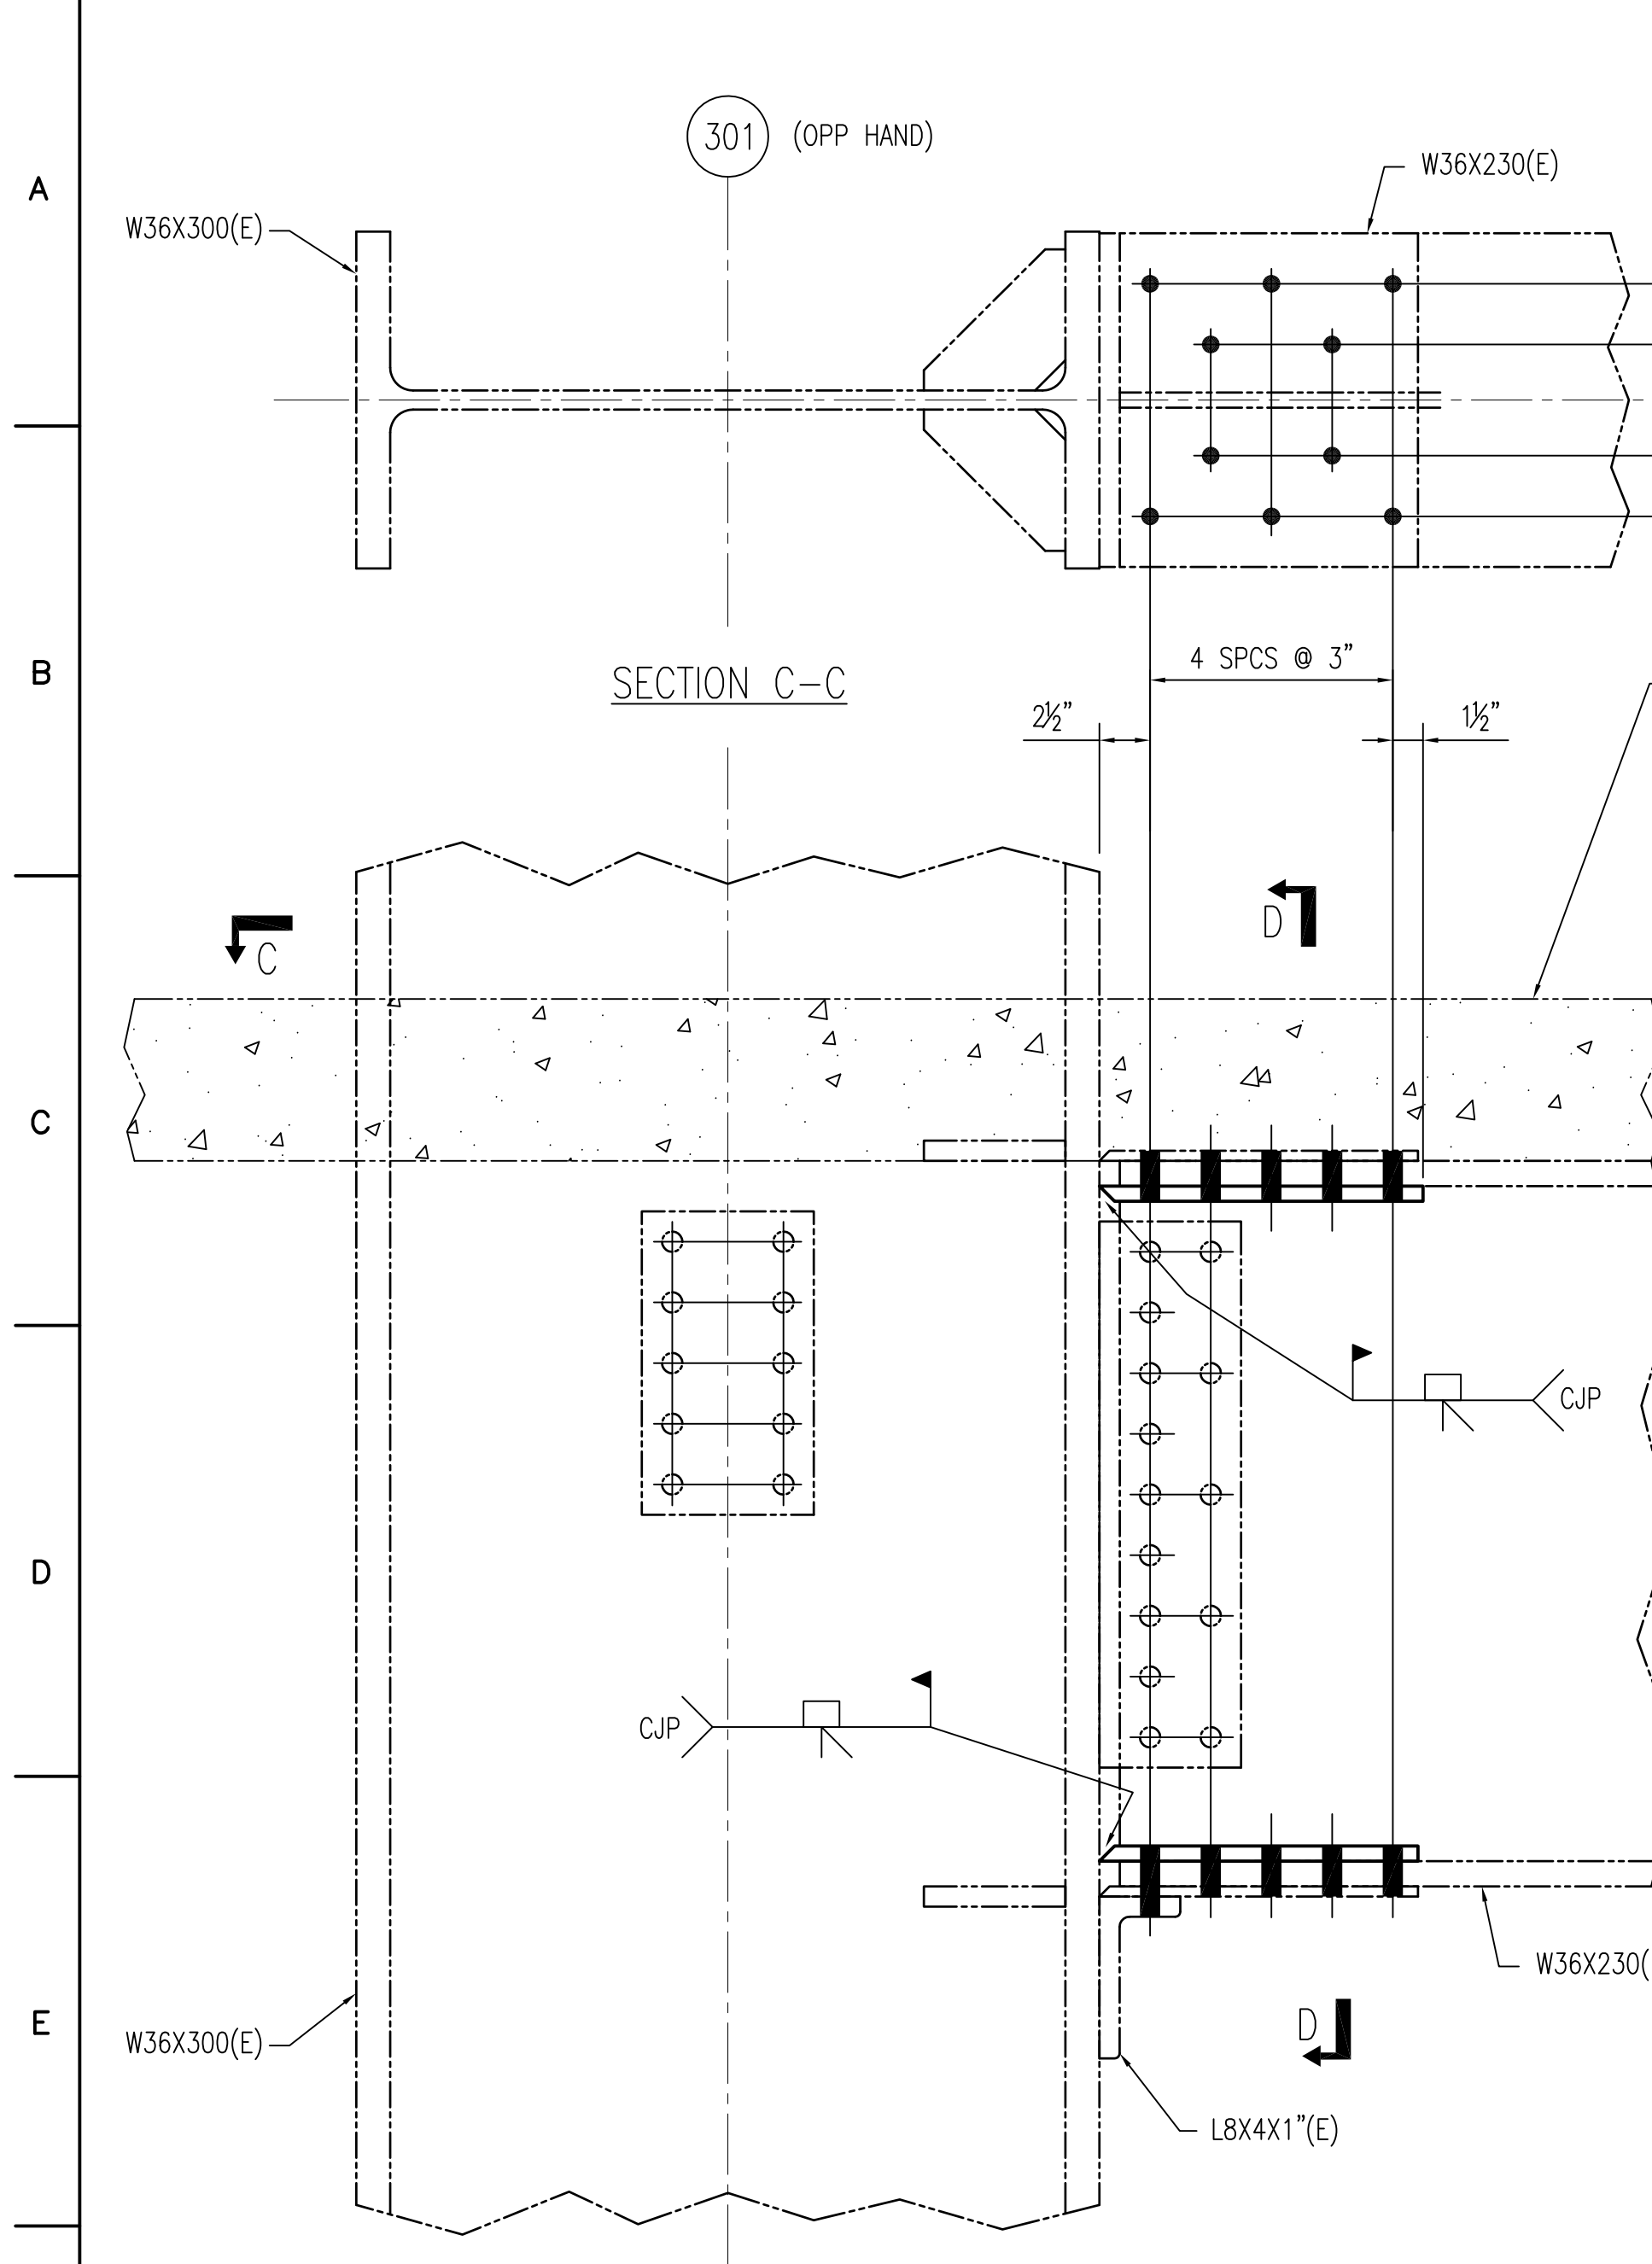 A
301 (OPP HAND)
W36X230(E)
W36X300(E)
B
SECTION C–C
4 SPCS @ 3”
2½”
1½”
C
D
C
CJP
D
CJP
E
W36X230(
W36X300(E)
D
L8X4X1”(E)